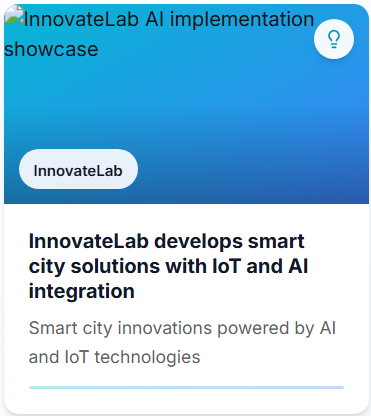 InnovateLab AI implementation
showcase
InnovateLab
InnovateLab develops smart
city solutions with IoT and AI
integration
Smart city innovations powered by AI
and IoT technologies